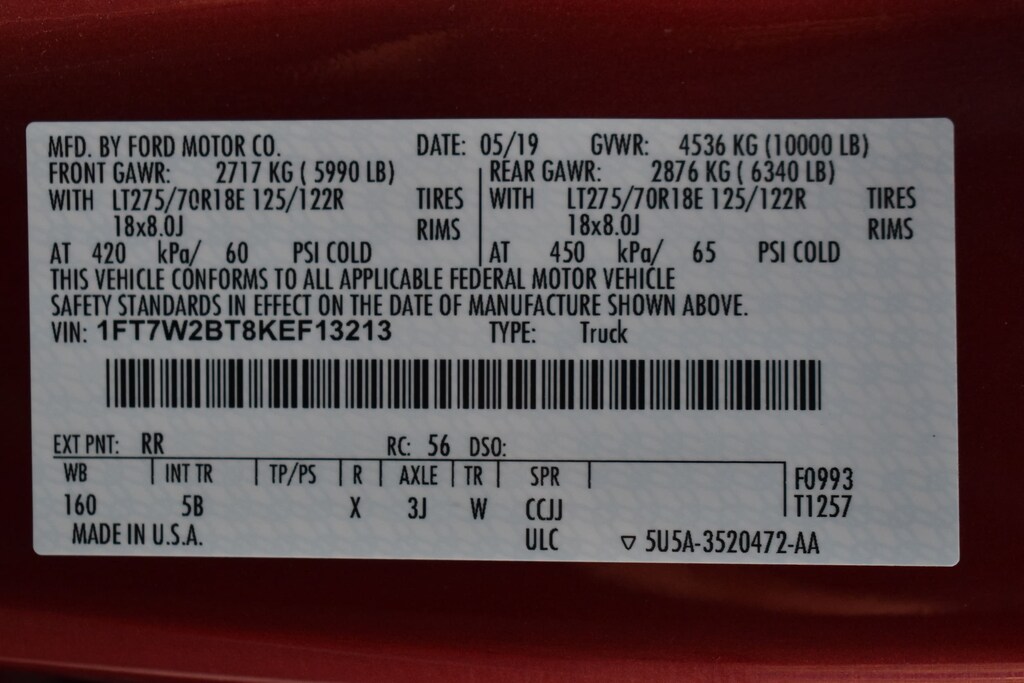 MFD. BY FORD MOTOR CO. DATE: 05/19 GVWR: 4536 KG (10000 LB)
FRONT GAWR: 2717 KG ( 5990 LB) REAR GAWR: 2876 KG ( 6340 LB)
WITH LT275/70R18E 125/122R TIRES WITH LT275/70R18E 125/122R TIRES
18x8.0J RIMS 18x8.0J RIMS
AT 420 kPa/ 60 PSI COLD AT 450 kPa/ 65 PSI COLD
THIS VEHICLE CONFORMS TO ALL APPLICABLE FEDERAL MOTOR VEHICLE
SAFETY STANDARDS IN EFFECT ON THE DATE OF MANUFACTURE SHOWN ABOVE.
VIN: 1FT7W2BT8KEF13213 TYPE: Truck
EXT PNT: RR RC: 56 DSO:
WB INT TR TP/PS R AXLE TR SPR F0993
160 5B X 3J W CCJJ T1257
MADE IN U.S.A. ULC ▽ 5U5A-3520472-AA